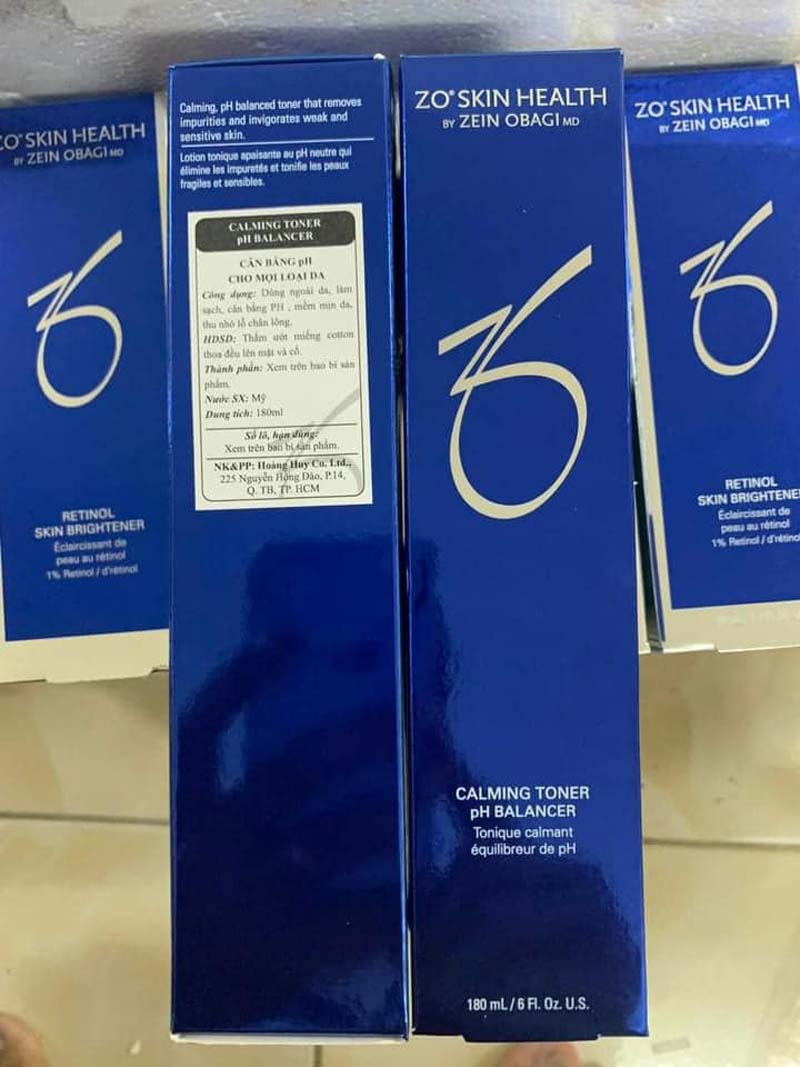 ZO® SKIN HEALTH
BY ZEIN OBAGI MD
RETINOL
SKIN BRIGHTENER
Éclaircissant de
peau au rétinol
1% Retinol / d'rétinol
Calming, pH balanced toner that removes
impurities and invigorates weak and
sensitive skin.
Lotion tonique apaisante au pH neutre qui
élimine les impuretés et tonifie les peaux
fragiles et sensibles.
CALMING TONER
pH BALANCER
CÂN BẰNG pH
CHO MỌI LOẠI DA
Công dụng: Dùng ngoài da, làm
sạch, cân bằng PH , mềm mịn da,
thu nhỏ lỗ chân lông.
HDSD: Thấm ướt miếng cotton
thoa đều lên mặt và cổ.
Thành phần: Xem trên bao bì sản
phẩm.
Nước SX: Mỹ
Dung tích: 180ml
Số lô, hạn dùng:
Xem trên bao bì sản phẩm.
NK&PP: Hoàng Huy Co. Ltd.,
225 Nguyễn Hồng Đào, P.14,
Q. TB, TP. HCM
ZO® SKIN HEALTH
BY ZEIN OBAGI MD
CALMING TONER
pH BALANCER
Tonique calmant
équilibreur de pH
180 mL / 6 Fl. Oz. U.S.
ZO® SKIN HEALTH
BY ZEIN OBAGI MD
RETINOL
SKIN BRIGHTENER
Éclaircissant de
peau au rétinol
1% Retinol / d'rétinol